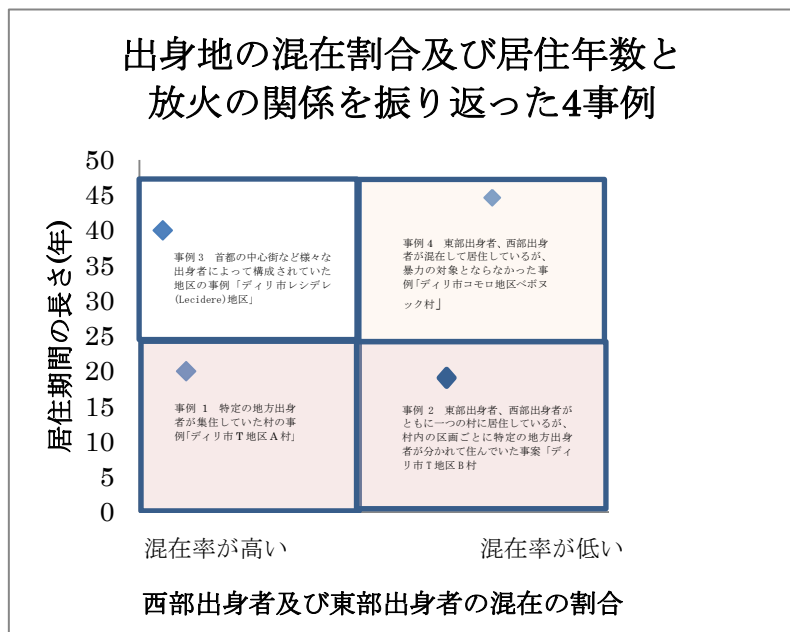 出身地の混在割合及び居住年数と
放火の関係を振り返った4事例
居住期間の長さ(年)
50
45
40
35
30
25
20
15
10
5
0
事例 3　首都の中心街など様々な
出身者によって構成されていた
地区の事例「ディリ市レシデレ
(Lecidere)地区」
事例 4　東部出身者、西部出身
者が混在して居住しているが、
暴力の対象とならなかった事
例「ディリ市コモロ地区ベボヌ
ック村」
事例 1　特定の地方出身
者が集住していた村の事
例「ディリ市T地区A村」
事例 2　東部出身者、西部出身者が
ともに一つの村に居住しているが、
村内の区画ごとに特定の地方出身
者が分かれて住んでいた事案「ディ
リ市T地区B村
混在率が高い
混在率が低い
西部出身者及び東部出身者の混在の割合